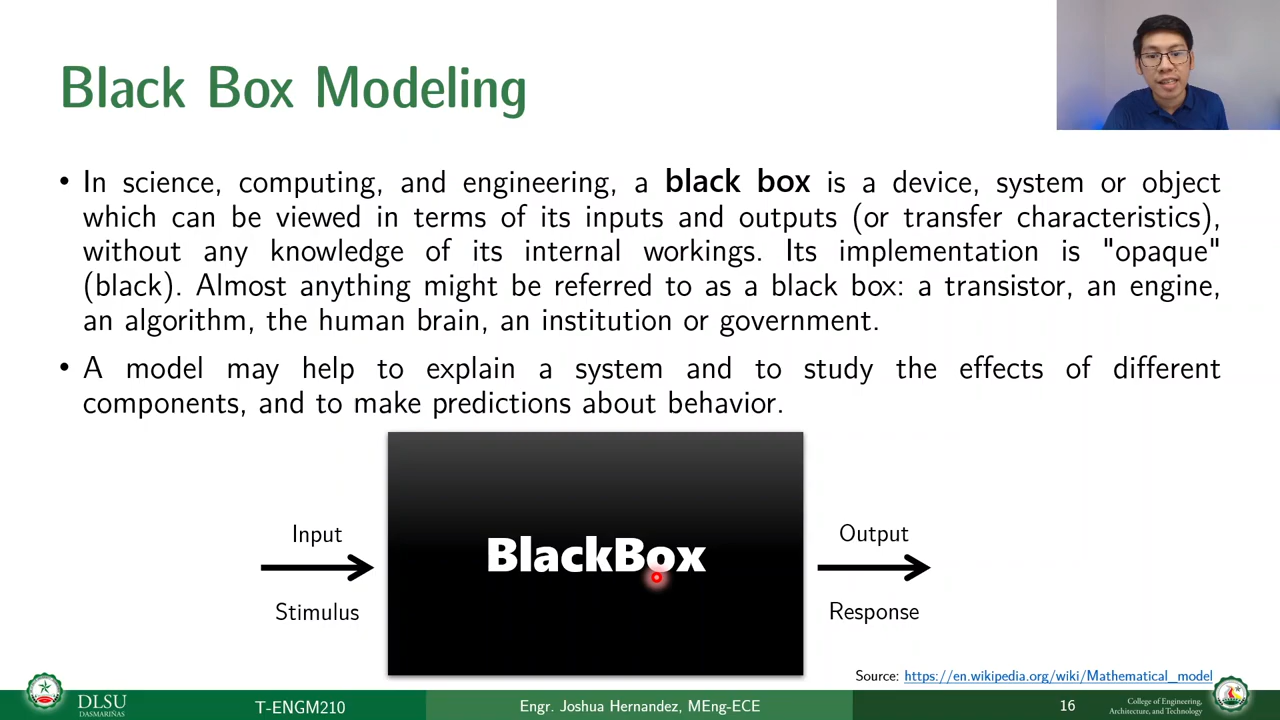 Black Box Modeling
• In science, computing, and engineering, a black box is a device, system or object
which can be viewed in terms of its inputs and outputs (or transfer characteristics),
without any knowledge of its internal workings. Its implementation is "opaque"
(black). Almost anything might be referred to as a black box: a transistor, an engine,
an algorithm, the human brain, an institution or government.
• A model may help to explain a system and to study the effects of different
components, and to make predictions about behavior.
Input
Stimulus
BlackBox
Output
Response
Source: https://en.wikipedia.org/wiki/Mathematical_model
DLSU
DASMARIÑAS
T-ENGM210
Engr. Joshua Hernandez, MEng-ECE
16
College of Engineering,
Architecture, and Technology